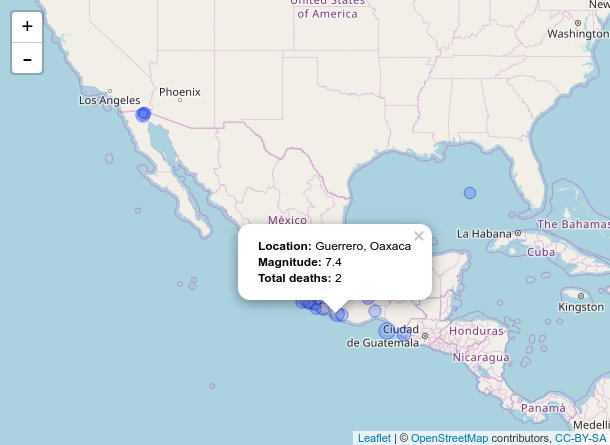 United States
of America
New
Washington
+
-
Phoenix
Los Angeles
México
La Habana
The Bahamas
Cuba
×
Location: Guerrero, Oaxaca
Magnitude: 7.4
Total deaths: 2
Kingston
Ciudad
de Guatemala
Honduras
Nicaragua
Panamá
Medellí
Leaflet | © OpenStreetMap contributors, CC-BY-SA